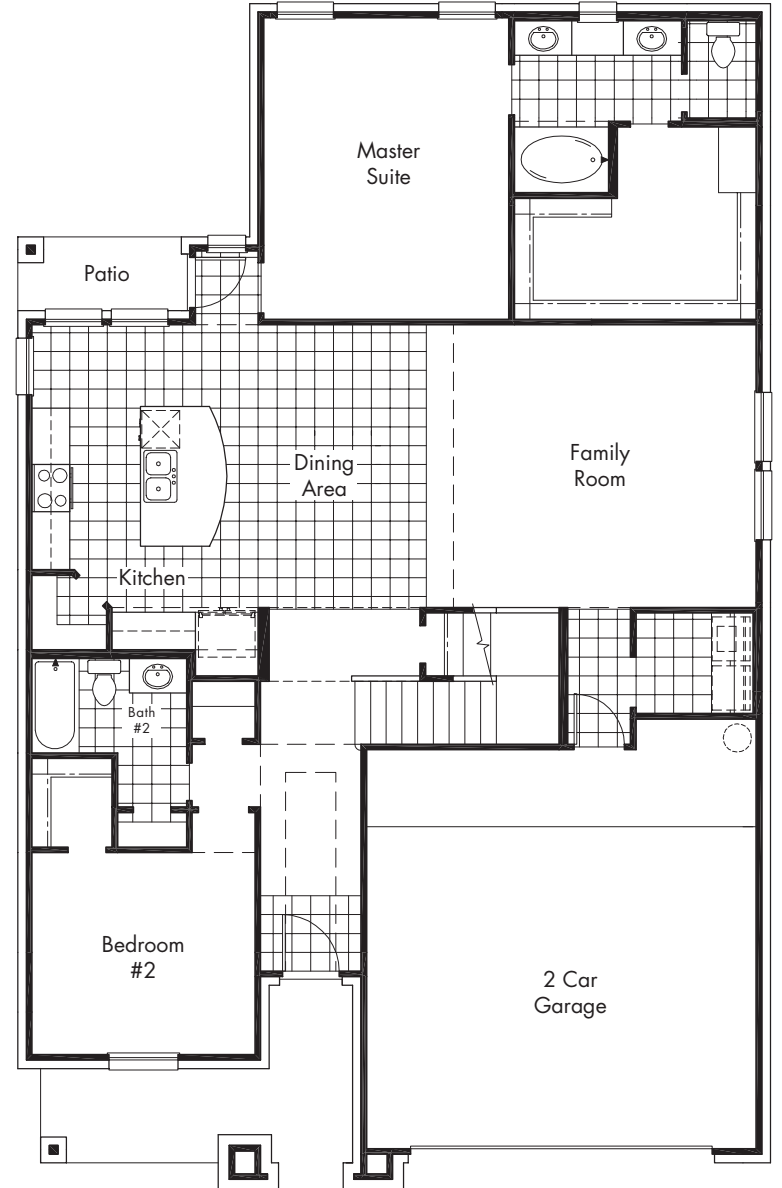 Master
Suite
Patio
Family
Room
Dining
Area
Kitchen
Bath
#2
Bedroom
#2
2 Car
Garage